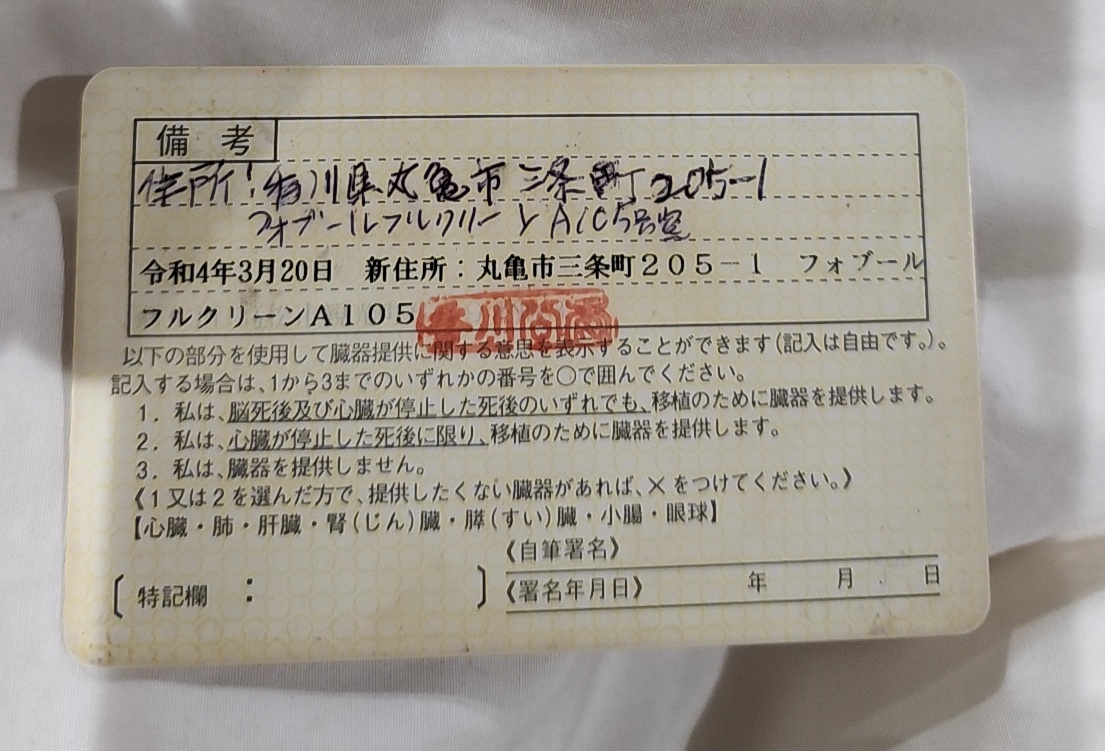 備考
住所:香川県丸亀市三条町205-1
フォブールフルクリーンA105号室
令和4年3月20日 新住所:丸亀市三条町205-1 フォブール
フルクリーンA105
香川公委
以下の部分を使用して臓器提供に関する意思を表示することができます(記入は自由です。)。
記入する場合は、1から3までのいずれかの番号を○で囲んでください。
1. 私は、脳死後及び心臓が停止した死後のいずれでも、移植のために臓器を提供します。
2. 私は、心臓が停止した死後に限り、移植のために臓器を提供します。
3. 私は、臓器を提供しません。
《1又は2を選んだ方で、提供したくない臓器があれば、×をつけてください。》
【心臓・肺・肝臓・腎(じん)臓・膵(すい)臓・小腸・眼球】
《自筆署名》
〔特記欄: 〕
《署名年月日》 年 月 日